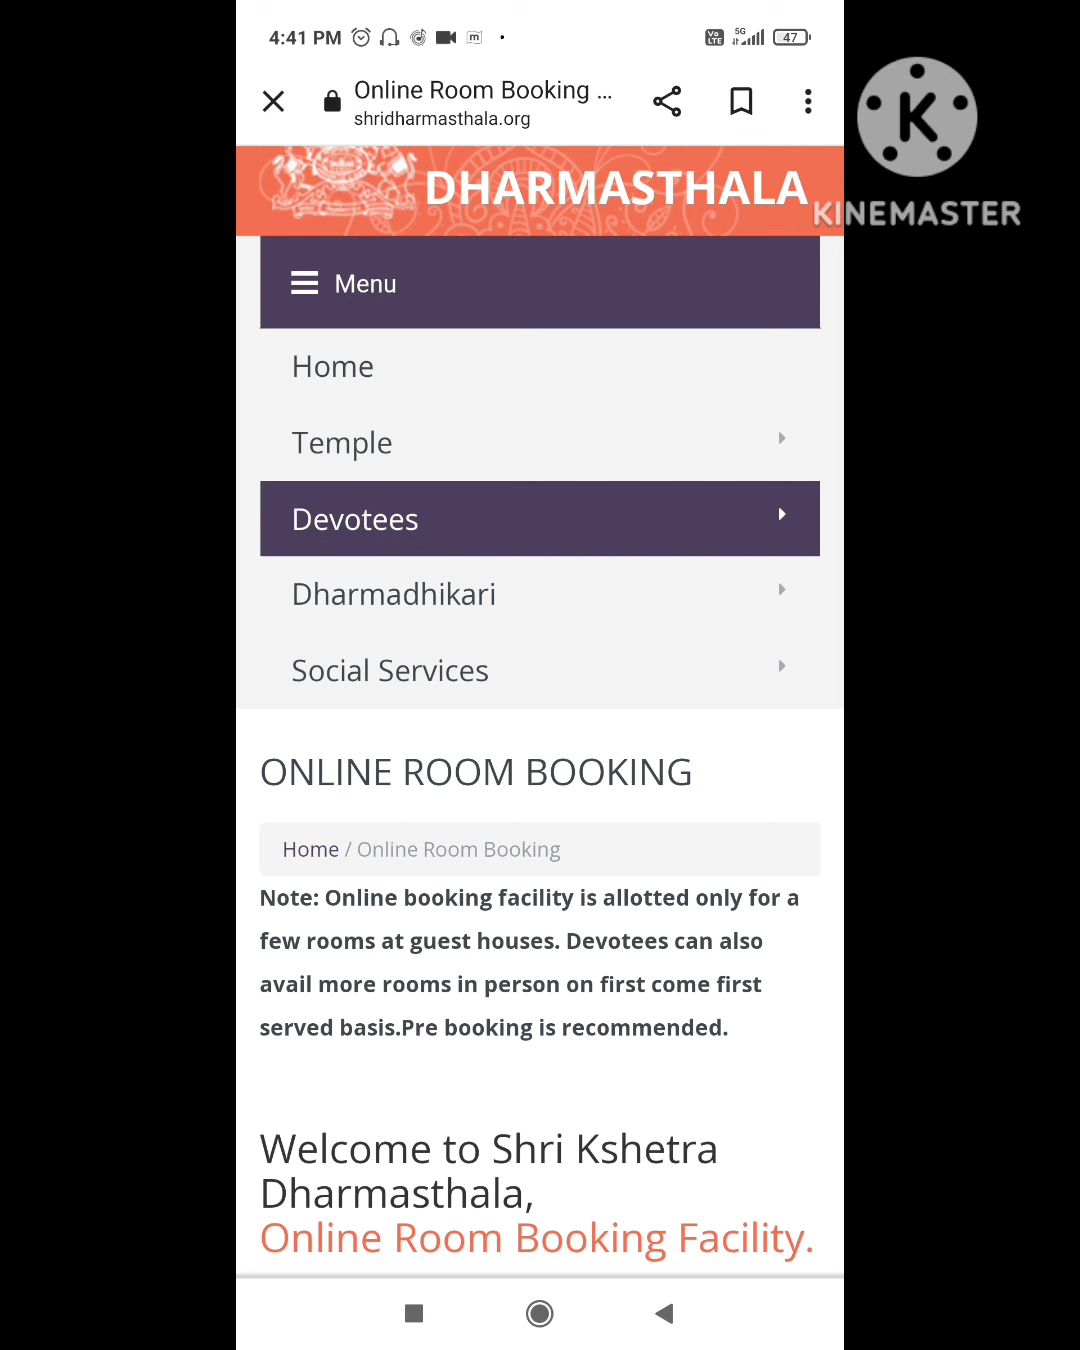 4:41 PM
Vo LTE 5G 47
Online Room Booking ...
shridharmasthala.org
K
KINEMASTER
DHARMASTHALA
Menu
Home
Temple
Devotees
Dharmadhikari
Social Services
ONLINE ROOM BOOKING
Home / Online Room Booking
Note: Online booking facility is allotted only for a
few rooms at guest houses. Devotees can also
avail more rooms in person on first come first
served basis.Pre booking is recommended.
Welcome to Shri Kshetra
Dharmasthala,
Online Room Booking Facility.